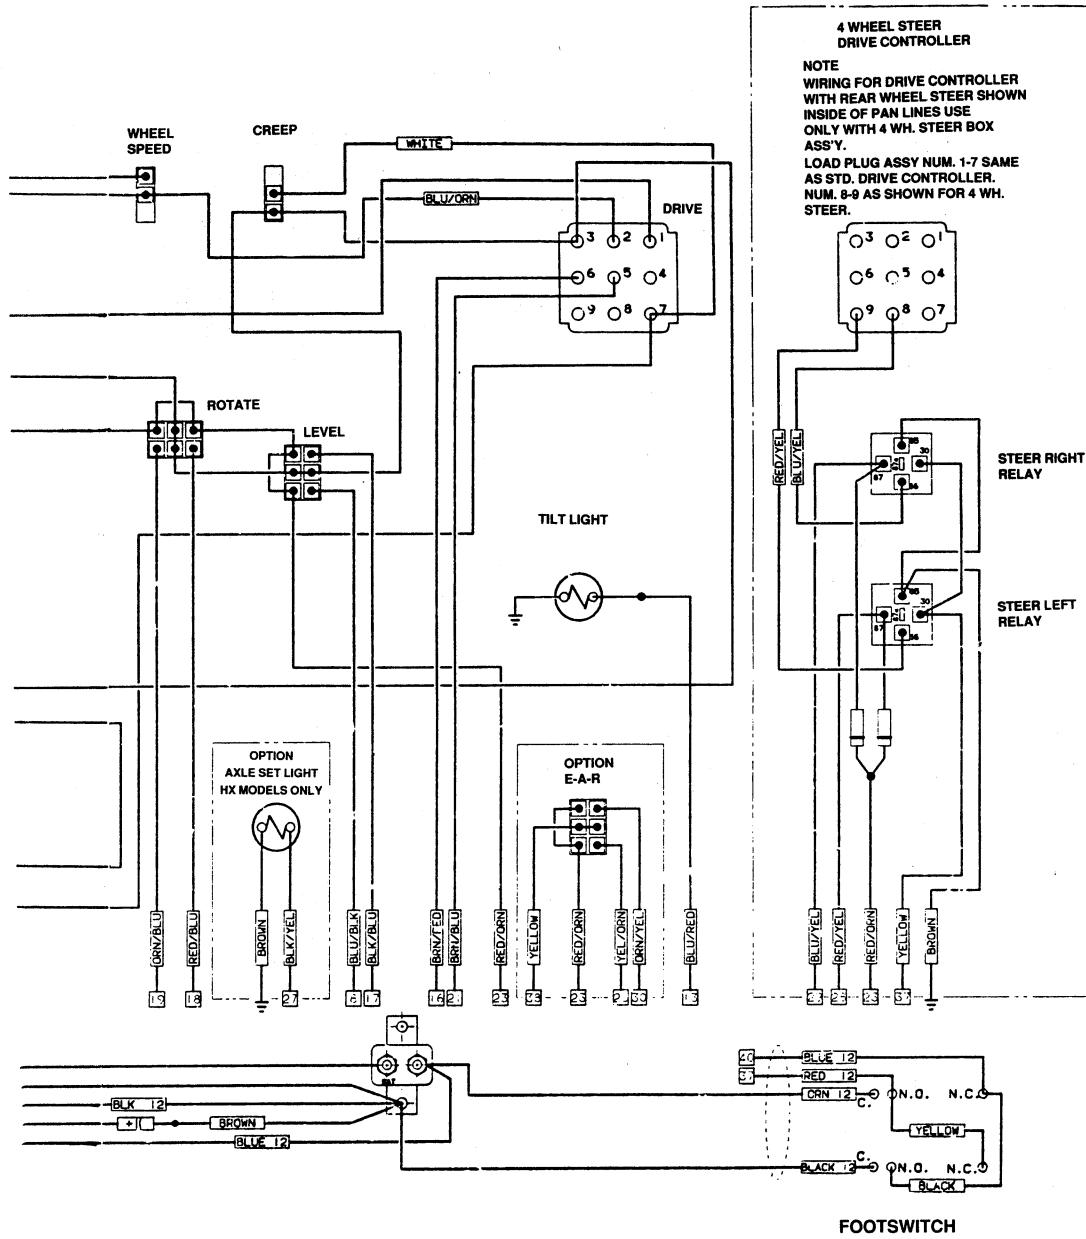 4 WHEEL STEER
DRIVE CONTROLLER
NOTE
WIRING FOR DRIVE CONTROLLER
WITH REAR WHEEL STEER SHOWN
INSIDE OF PAN LINES USE
ONLY WITH 4 WH. STEER BOX
ASS'Y.
LOAD PLUG ASSY NUM. 1-7 SAME
AS STD. DRIVE CONTROLLER.
NUM. 8-9 AS SHOWN FOR 4 WH.
STEER.
WHEEL
SPEED
CREEP
WHITE
BLU/ORN
DRIVE
3 2 1
6 5 4
9 8 7
3 2 1
6 5 4
9 8 7
ROTATE
LEVEL
RED/YEL
BLU/YEL
30
87
STEER RIGHT
RELAY
TILT LIGHT
30
87
STEER LEFT
RELAY
OPTION
AXLE SET LIGHT
HX MODELS ONLY
OPTION
E-A-R
ORN/BLU
RED/BLU
BROWN
BLK/YEL
BLU/BLK
BLK/BLU
BRN/RED
BRN/BLU
RED/ORN
YELLOW
RED/ORN
YEL/ORN
ORN/YEL
BLU/RED
BLU/YEL
RED/YEL
RED/ORN
YELLOW
BROWN
19
18
27
17
16
23
BAT
BLK 12
+
BROWN
BLUE 12
40
BLUE 12
RED 12
ORN 12
C.
N.O.
N.C.
YELLOW
BLACK 12
C.
N.O.
N.C.
BLACK
FOOTSWITCH